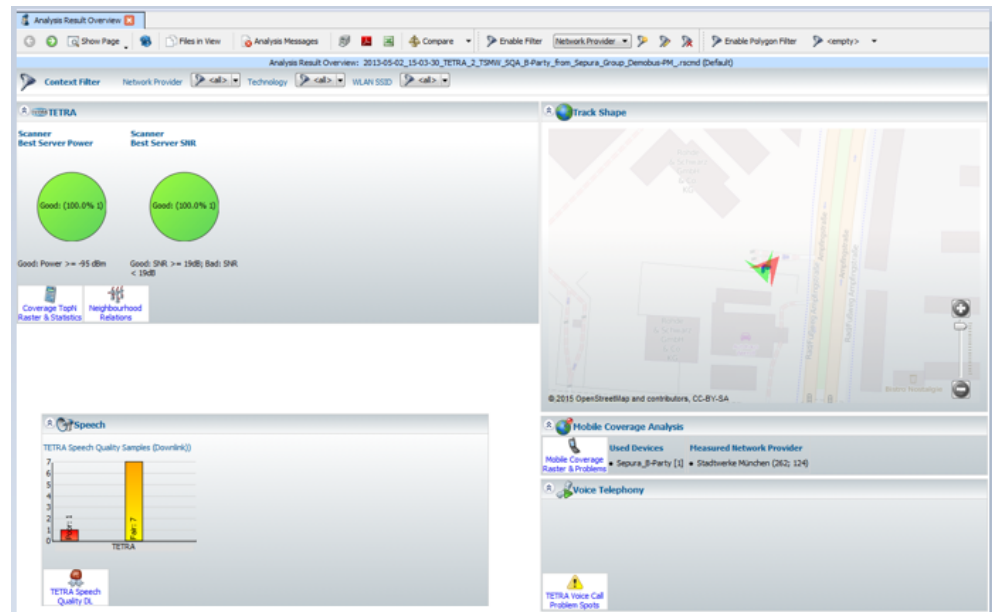 Analysis Result Overview
Show Page
Files in View
Analysis Messages
Compare
Enable Filter
Network Provider
Enable Polygon Filter
<empty>
Analysis Result Overview: 2013-05-02_15-03-30_TETRA_2_TSMW_SQA_B-Party_from_Sepura_Group_Demobus-PM_.rscmd (Default)
Context Filter
Network Provider
<all>
Technology
<all>
WLAN SSID
<all>
TETRA
Scanner
Best Server Power
Scanner
Best Server SNR
Good: (100.0% 1)
Good: (100.0% 1)
Good: Power >= -95 dBm
Good: SNR >= 19dB; Bad: SNR
< 19dB
Coverage TopN
Raster & Statistics
Neighbourhood
Relations
Track Shape
© 2015 OpenStreetMap and contributors, CC-BY-SA
Speech
TETRA Speech Quality Samples (Downlink))
7
6
5
4
3
2
1
0
Poor: 1
Fair: 7
TETRA
TETRA Speech
Quality DL
Mobile Coverage Analysis
Mobile Coverage
Raster & Problems
Used Devices
• Sepura_B-Party [1]
Measured Network Provider
• Stadtwerke München (262; 124)
Voice Telephony
TETRA Voice Call
Problem Spots